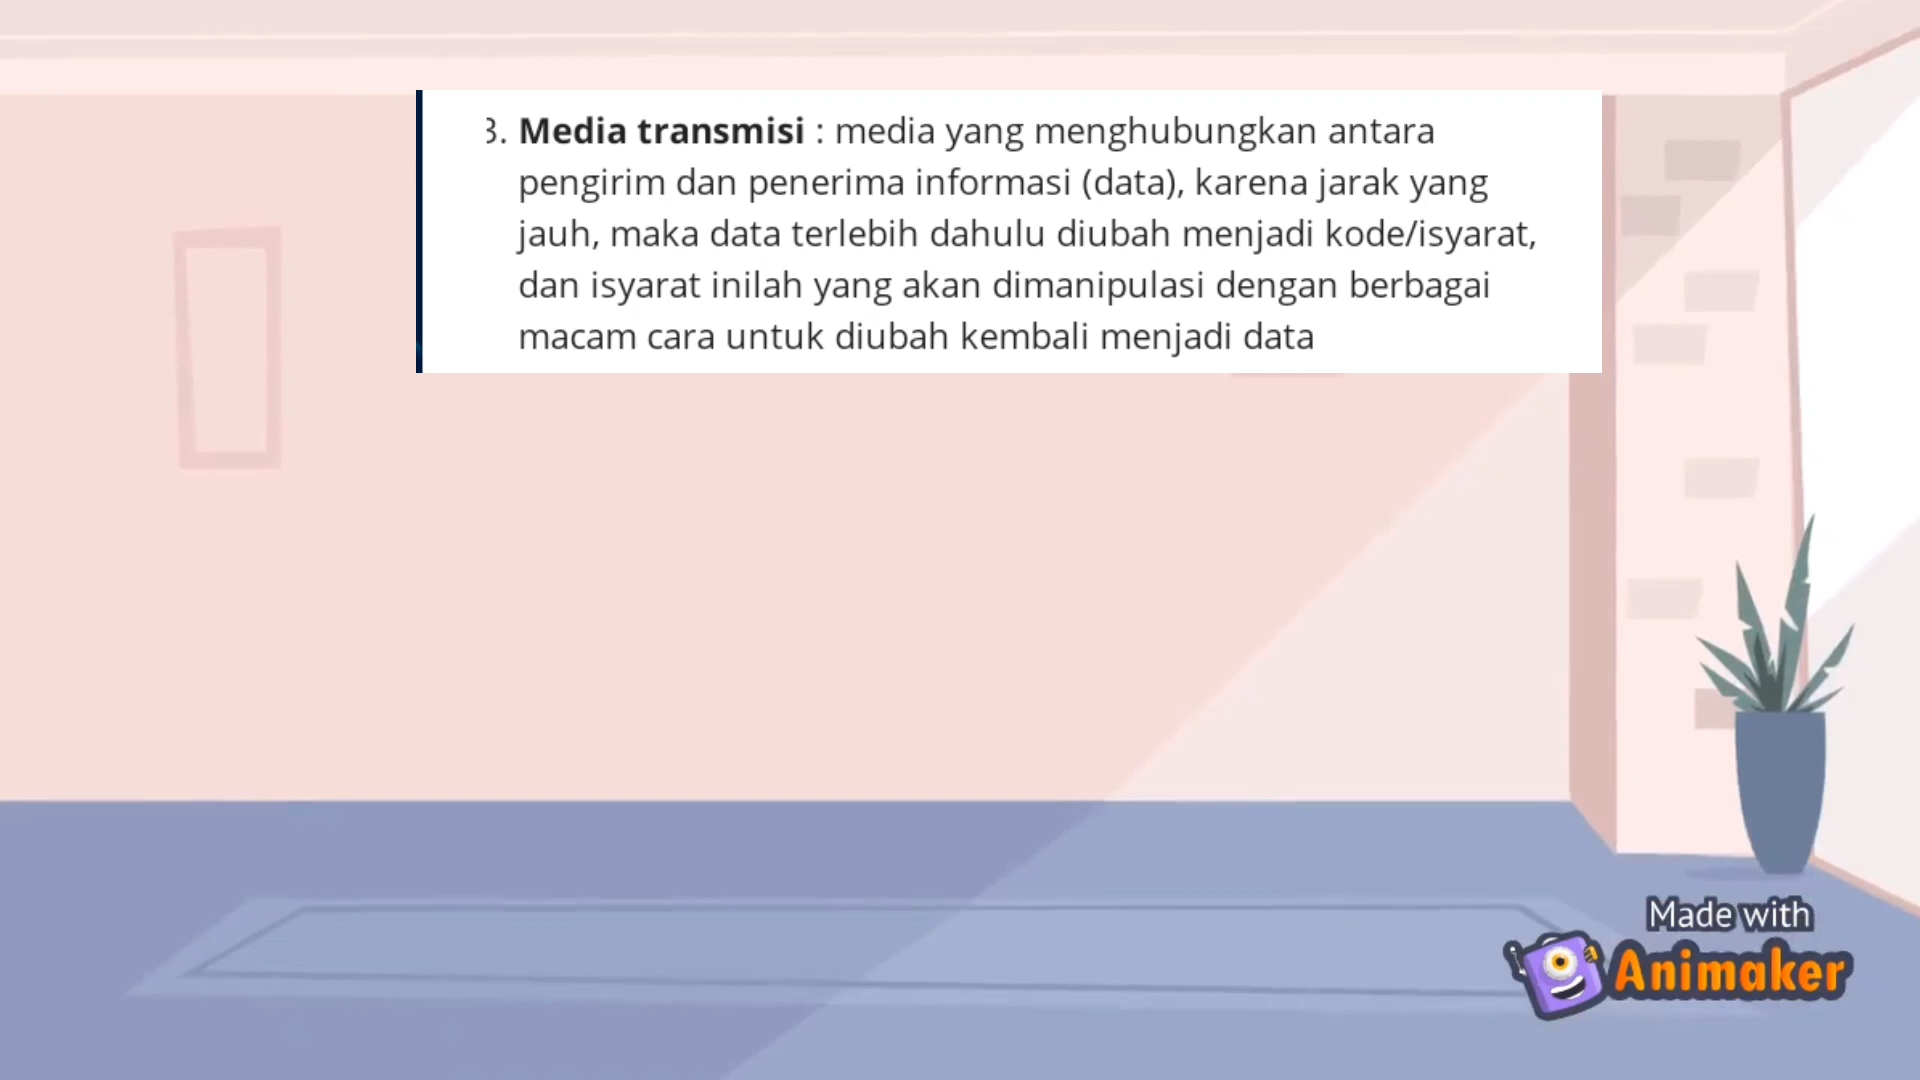 3. Media transmisi : media yang menghubungkan antara
pengirim dan penerima informasi (data), karena jarak yang
jauh, maka data terlebih dahulu diubah menjadi kode/isyarat,
dan isyarat inilah yang akan dimanipulasi dengan berbagai
macam cara untuk diubah kembali menjadi data
Made with
Animaker